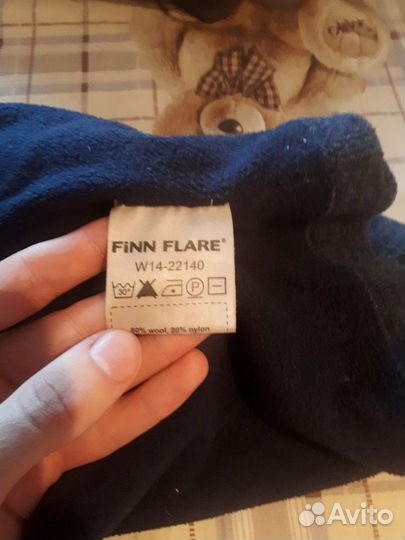 FiNN FLARE®
W14-22140
30°
P
80% wool, 20% nylon
Avito